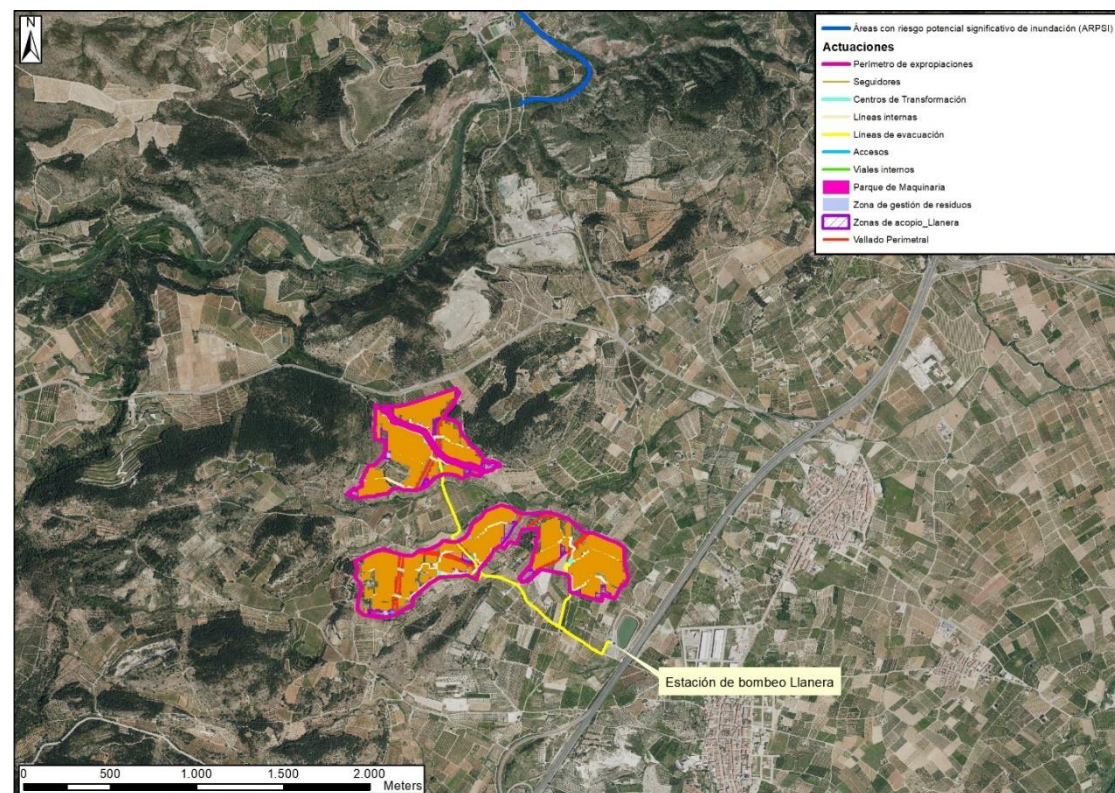 N
Áreas con riesgo potencial significativo de inundación (ARPSI)
Actuaciones
Perímetro de expropiaciones
Seguidores
Centros de Transformación
Líneas internas
Líneas de evacuación
Accesos
Viales internos
Parque de Maquinaria
Zona de gestión de residuos
Zonas de acopio_Llanera
Vallado Perimetral
Estación de bombeo Llanera
0 500 1.000 1.500 2.000
Meters